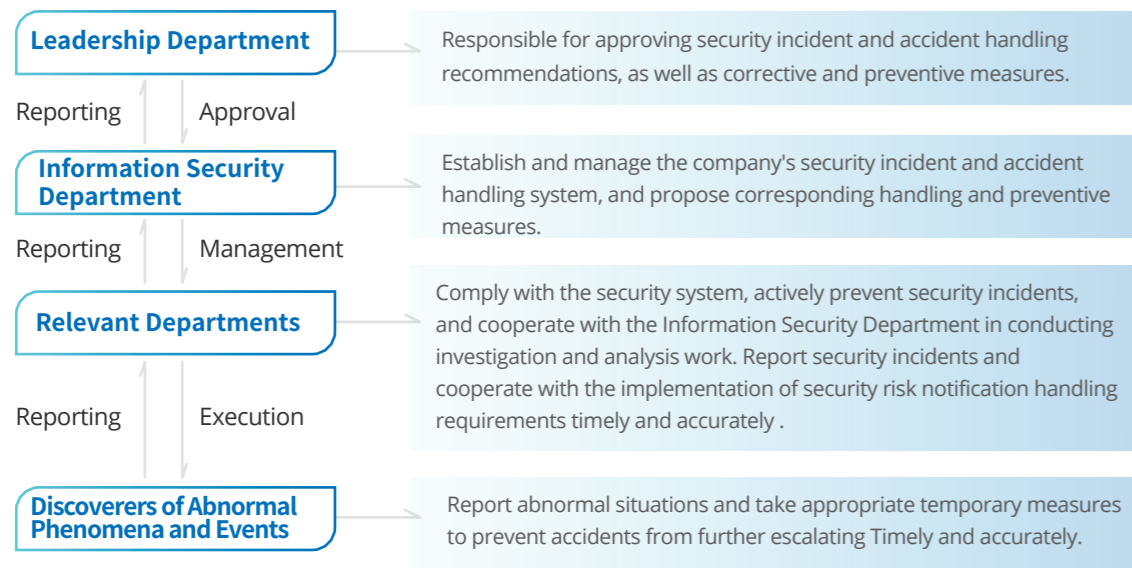 Leadership Department
Responsible for approving security incident and accident handling
recommendations, as well as corrective and preventive measures.
Reporting
Approval
Information Security
Department
Establish and manage the company's security incident and accident
handling system, and propose corresponding handling and preventive
measures.
Reporting
Management
Relevant Departments
Comply with the security system, actively prevent security incidents,
and cooperate with the Information Security Department in conducting
investigation and analysis work. Report security incidents and
cooperate with the implementation of security risk notification handling
requirements timely and accurately .
Reporting
Execution
Discoverers of Abnormal
Phenomena and Events
Report abnormal situations and take appropriate temporary measures
to prevent accidents from further escalating Timely and accurately.